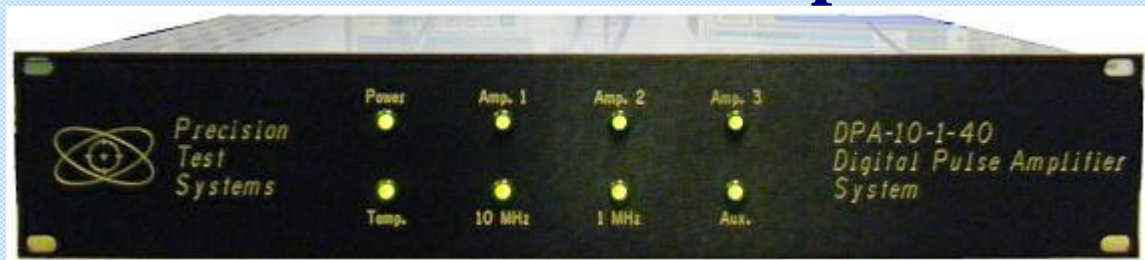 Power Amp. 1 Amp. 2 Amp. 3
Precision
Test
Systems
DPA-10-1-40
Digital Pulse Amplifier
System
Temp. 10 MHz 1 MHz Aux.